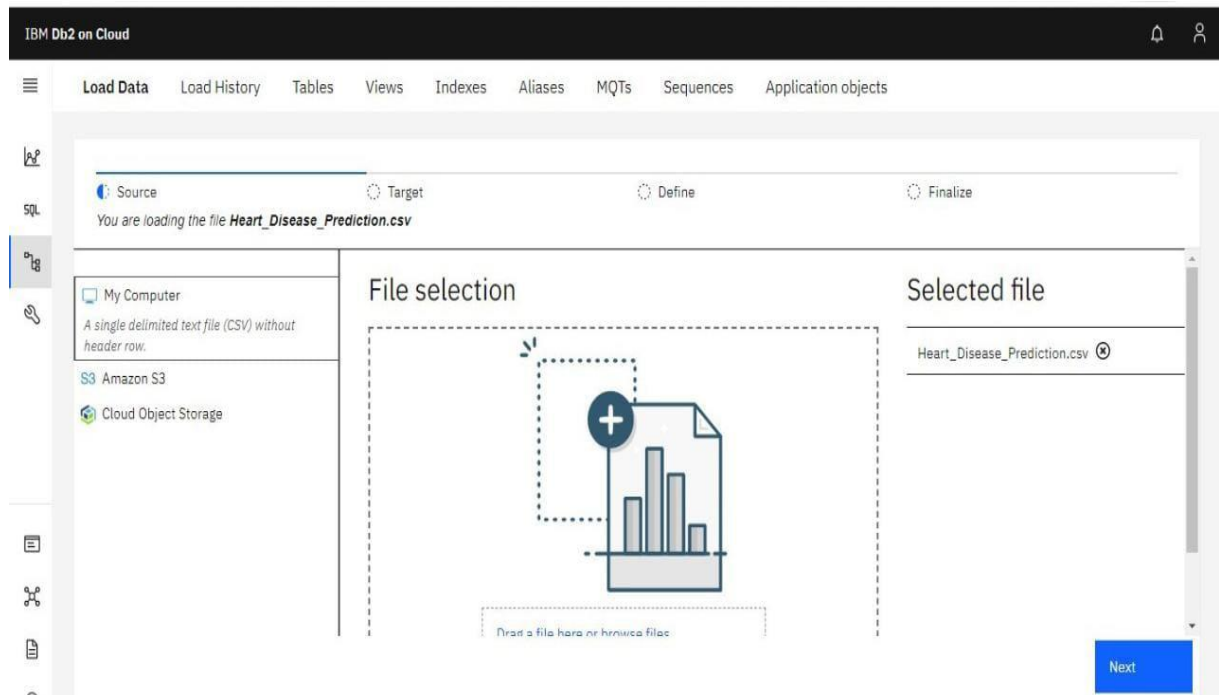 IBM Db2 on Cloud
Load Data Load History Tables Views Indexes Aliases MQTs Sequences Application objects
Source Target Define Finalize
You are loading the file Heart_Disease_Prediction.csv
SQL
My Computer
A single delimited text file (CSV) without
header row.
S3 Amazon S3
Cloud Object Storage
File selection
Drag a file here or browse files
Selected file
Heart_Disease_Prediction.csv
Next